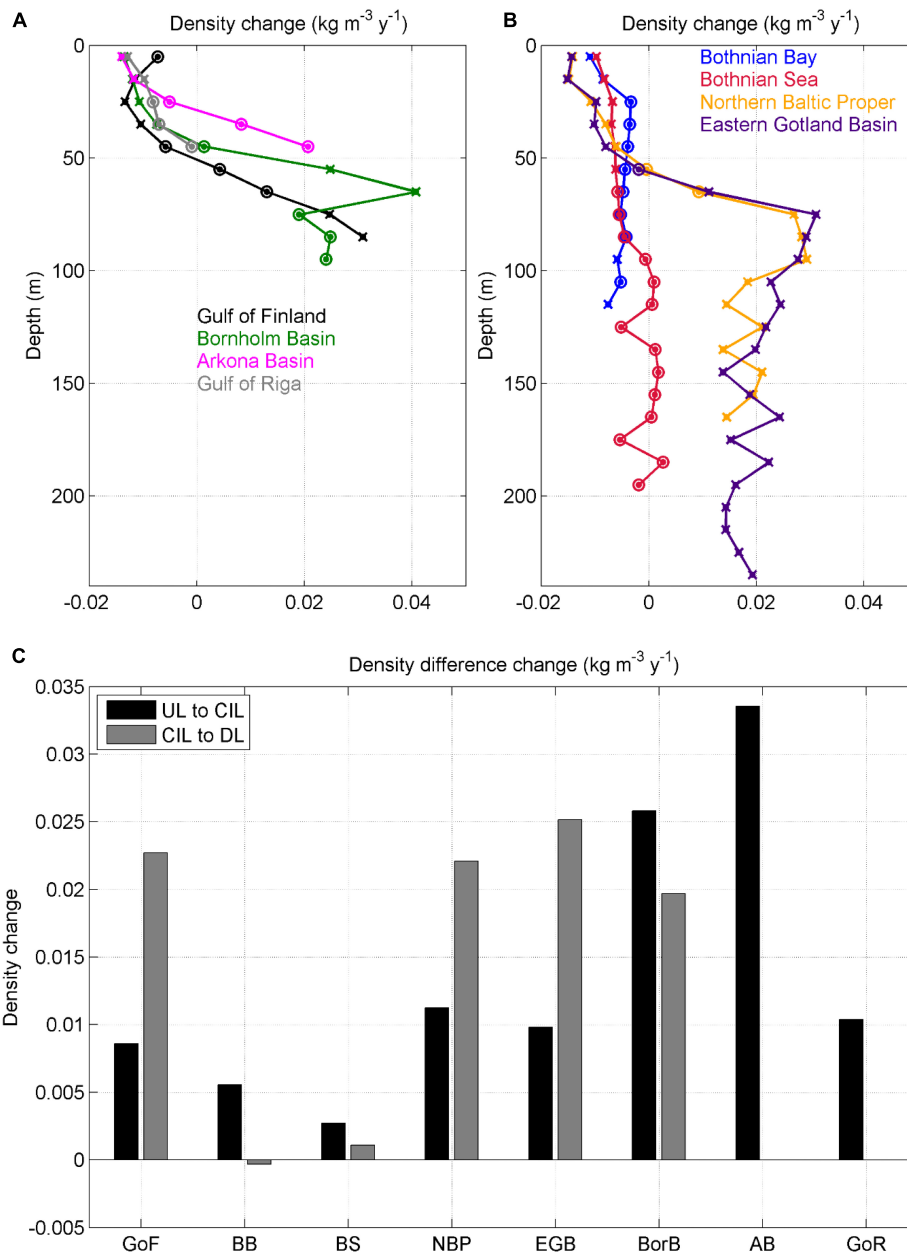 A
Density change (kg m⁻³ y⁻¹)
0
50
100
150
200
Depth (m)
Gulf of Finland
Bornholm Basin
Arkona Basin
Gulf of Riga
-0.02
0
0.02
0.04
B
Density change (kg m⁻³ y⁻¹)
0
50
100
150
200
Depth (m)
Bothnian Bay
Bothnian Sea
Northern Baltic Proper
Eastern Gotland Basin
-0.02
0
0.02
0.04
C
Density difference change (kg m⁻³ y⁻¹)
0.035
0.03
0.025
0.02
0.015
0.01
0.005
0
-0.005
Density change
UL to CIL
CIL to DL
GoF
BB
BS
NBP
EGB
BorB
AB
GoR